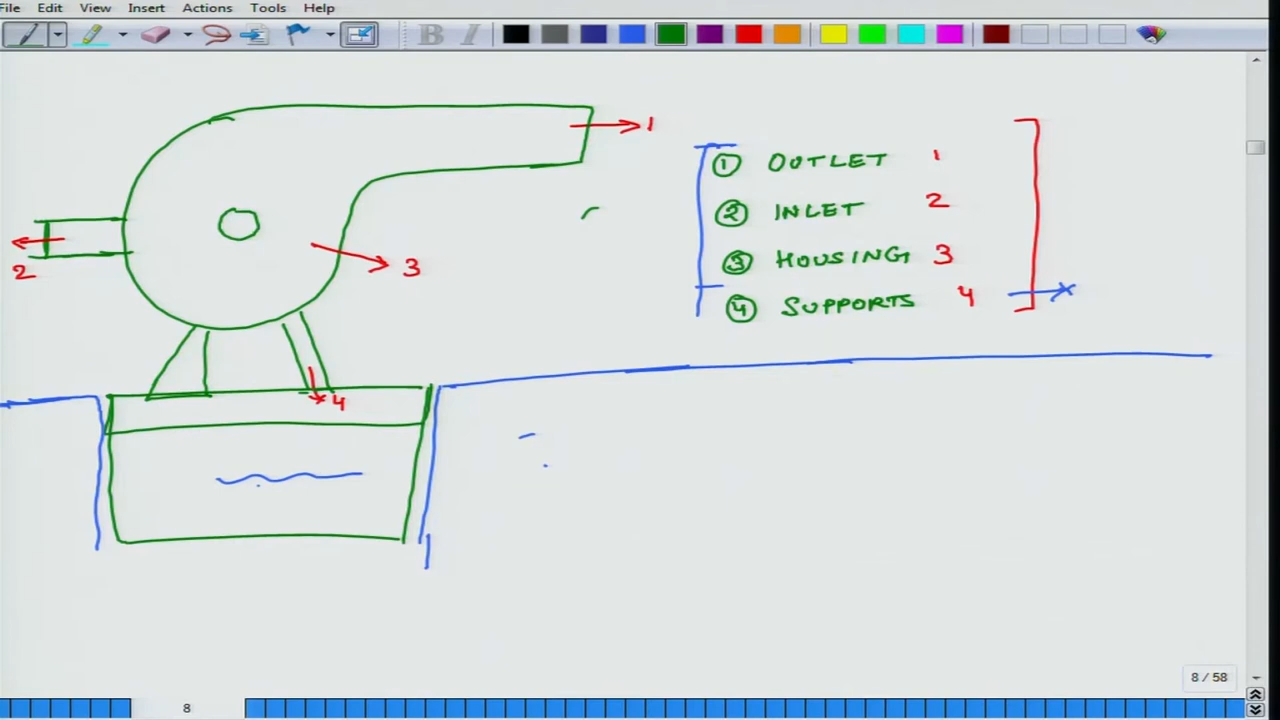 File Edit View Insert Actions Tools Help
B I
1
① OUTLET 1
② INLET 2
2
3
③ HOUSING 3
④ SUPPORTS 4
4
8 / 58
8